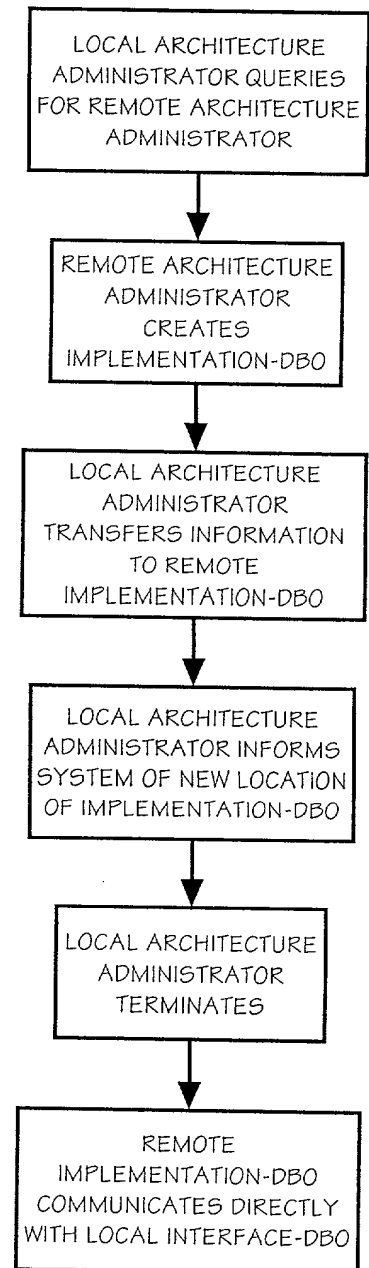 LOCAL ARCHITECTURE
ADMINISTRATOR QUERIES
FOR REMOTE ARCHITECTURE
ADMINISTRATOR
REMOTE ARCHITECTURE
ADMINISTRATOR
CREATES
IMPLEMENTATION-DBO
LOCAL ARCHITECTURE
ADMINISTRATOR
TRANSFERS INFORMATION
TO REMOTE
IMPLEMENTATION-DBO
LOCAL ARCHITECTURE
ADMINISTRATOR INFORMS
SYSTEM OF NEW LOCATION
OF IMPLEMENTATION-DBO
LOCAL ARCHITECTURE
ADMINISTRATOR
TERMINATES
REMOTE
IMPLEMENTATION-DBO
COMMUNICATES DIRECTLY
WITH LOCAL INTERFACE-DBO